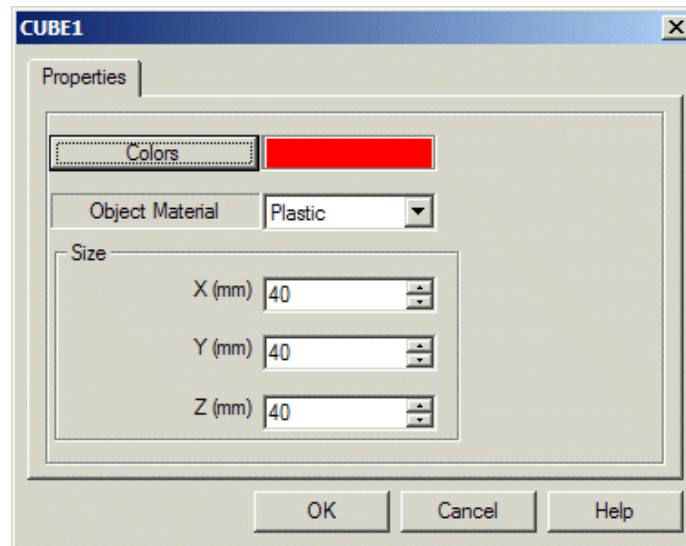 CUBE1
Properties
Colors
Object Material Plastic
Size
X (mm) 40
Y (mm) 40
Z (mm) 40
OK Cancel Help